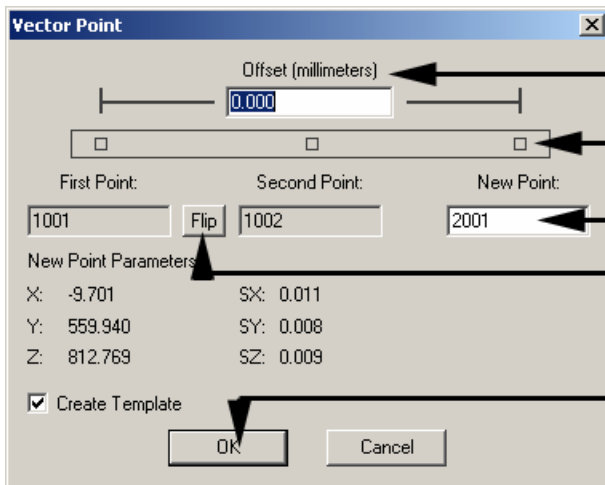 Vector Point
Offset (millimeters)
0.000
First Point: Second Point: New Point:
1001 Flip 1002 2001
New Point Parameters
X: -9.701 SX: 0.011
Y: 559.940 SY: 0.008
Z: 812.769 SZ: 0.009
Create Template
OK Cancel